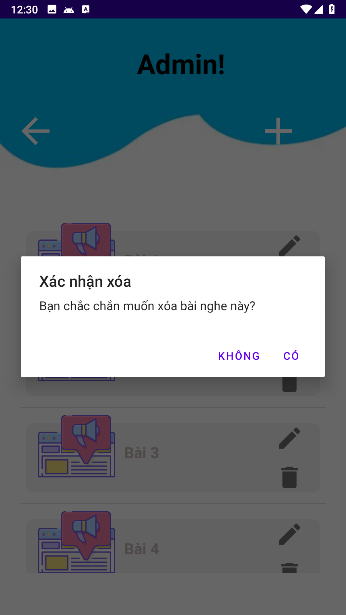 12:30
Admin!
Xác nhận xóa
Bạn chắc chắn muốn xóa bài nghe này?
KHÔNG
CÓ
Bài 3
Bài 4